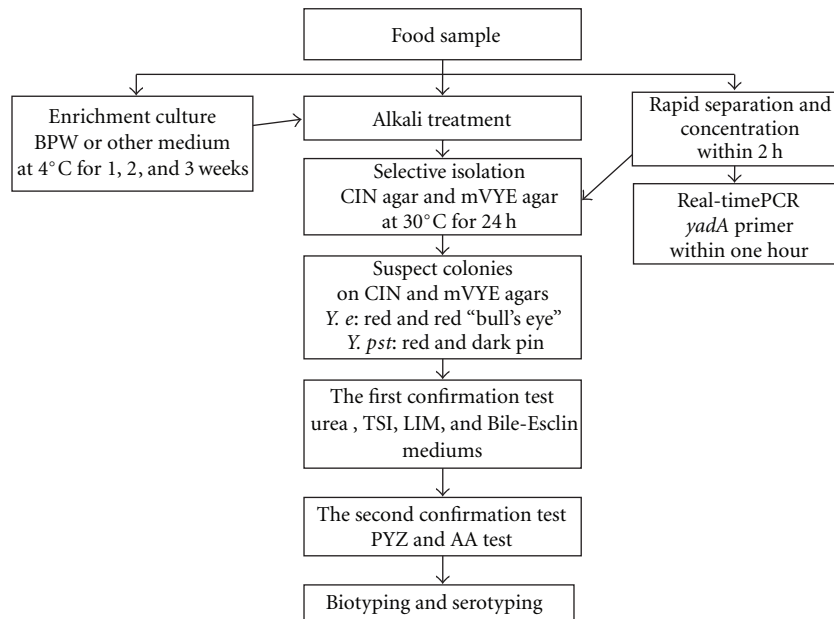 Food sample
Enrichment culture
BPW or other medium
at 4°C for 1, 2, and 3 weeks
Alkali treatment
Rapid separation and
concentration
within 2 h
Selective isolation
CIN agar and mVYE agar
at 30°C for 24 h
Real-timePCR
yadA primer
within one hour
Suspect colonies
on CIN and mVYE agars
Y. e: red and red “bull’s eye”
Y. pst: red and dark pin
The first confirmation test
urea , TSI, LIM, and Bile-Esclin
mediums
The second confirmation test
PYZ and AA test
Biotyping and serotyping